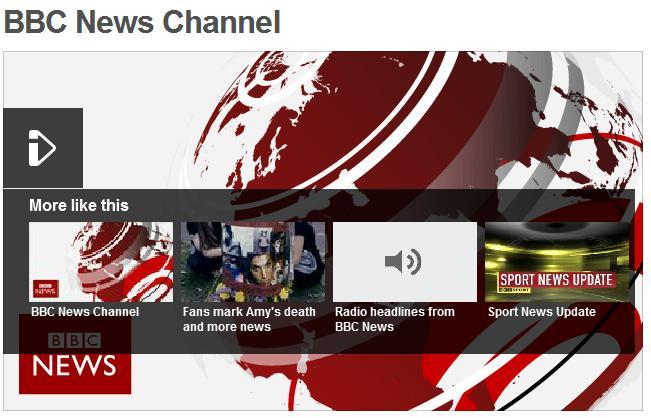 BBC News Channel
More like this
BBC
NEWS
SPORT NEWS UPDATE
BBC SPORT
BBC News Channel
Fans mark Amy's death
and more news
Radio headlines from
BBC News
Sport News Update
BBC
NEWS